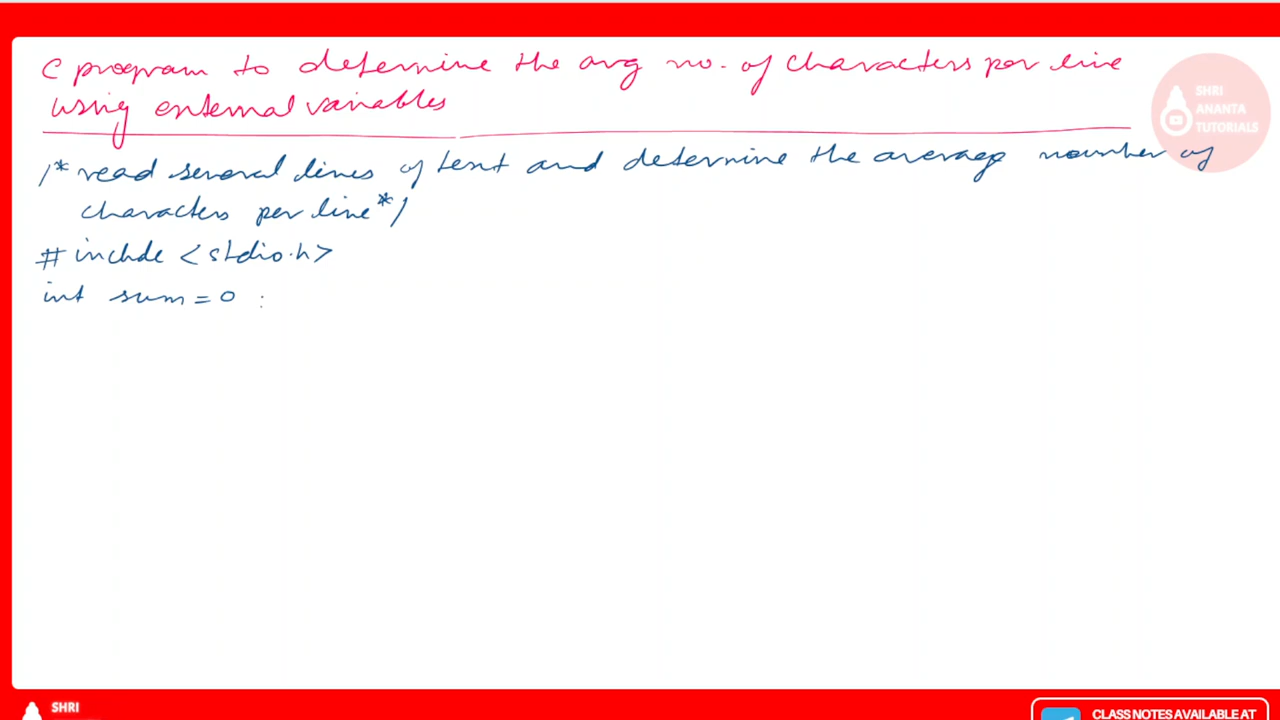 C program to determine the avg no. of characters per line
using external variables
SHRI
ANANTA
TUTORIALS
/* read several lines of text and determine the average number of
characters per line */
# include <stdio.h>
int sum = 0 :
SHRI
CLASS NOTES AVAILABLE AT